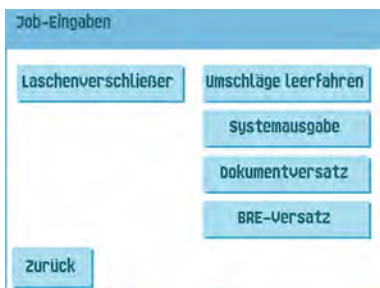 Job-Eingaben
Laschenverschließer
Umschläge leerfahren
Systemausgabe
Dokumentversatz
BRE-Versatz
Zurück